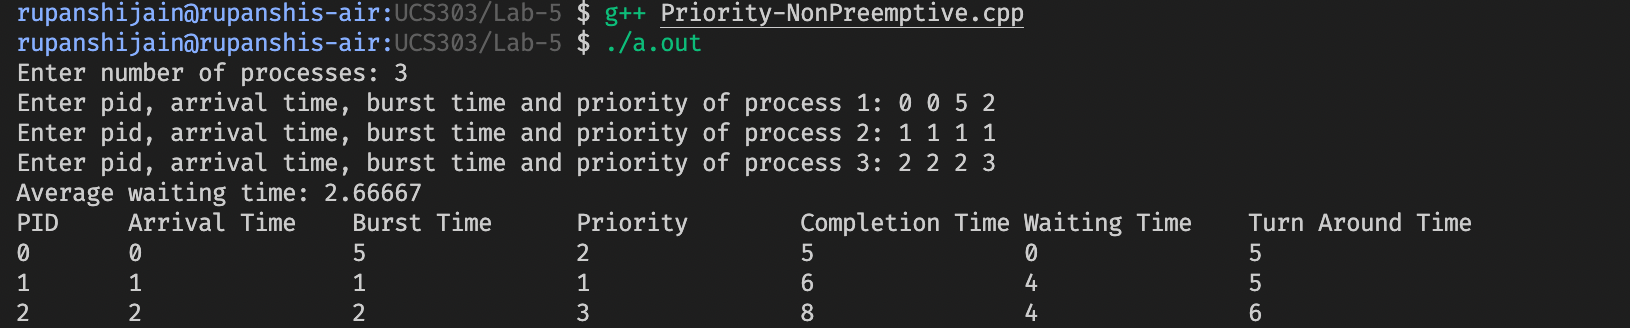 rupanshijain@rupanshis-air:UCS303/Lab-5 $ g++ Priority-NonPreemptive.cpp
rupanshijain@rupanshis-air:UCS303/Lab-5 $ ./a.out
Enter number of processes: 3
Enter pid, arrival time, burst time and priority of process 1: 0 0 5 2
Enter pid, arrival time, burst time and priority of process 2: 1 1 1 1
Enter pid, arrival time, burst time and priority of process 3: 2 2 2 3
Average waiting time: 2.66667
PID Arrival Time Burst Time Priority Completion Time Waiting Time Turn Around Time
0 0 5 2 5 0 5
1 1 1 1 6 4 5
2 2 2 3 8 4 6